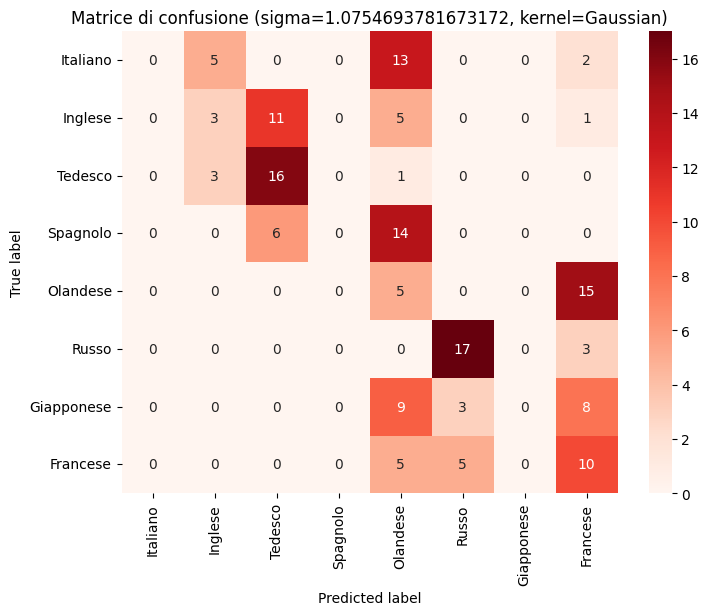 Matrice di confusione (sigma=1.0754693781673172, kernel=Gaussian)
Italiano 0 5 0 0 13 0 0 2
Inglese 0 3 11 0 5 0 0 1
Tedesco 0 3 16 0 1 0 0 0
Spagnolo 0 0 6 0 14 0 0 0
Olandese 0 0 0 0 5 0 0 15
Russo 0 0 0 0 0 17 0 3
Giapponese 0 0 0 0 9 3 0 8
Francese 0 0 0 0 5 5 0 10
Italiano Inglese Tedesco Spagnolo Olandese Russo Giapponese Francese
Predicted label
True label
16
14
12
10
8
6
4
2
0